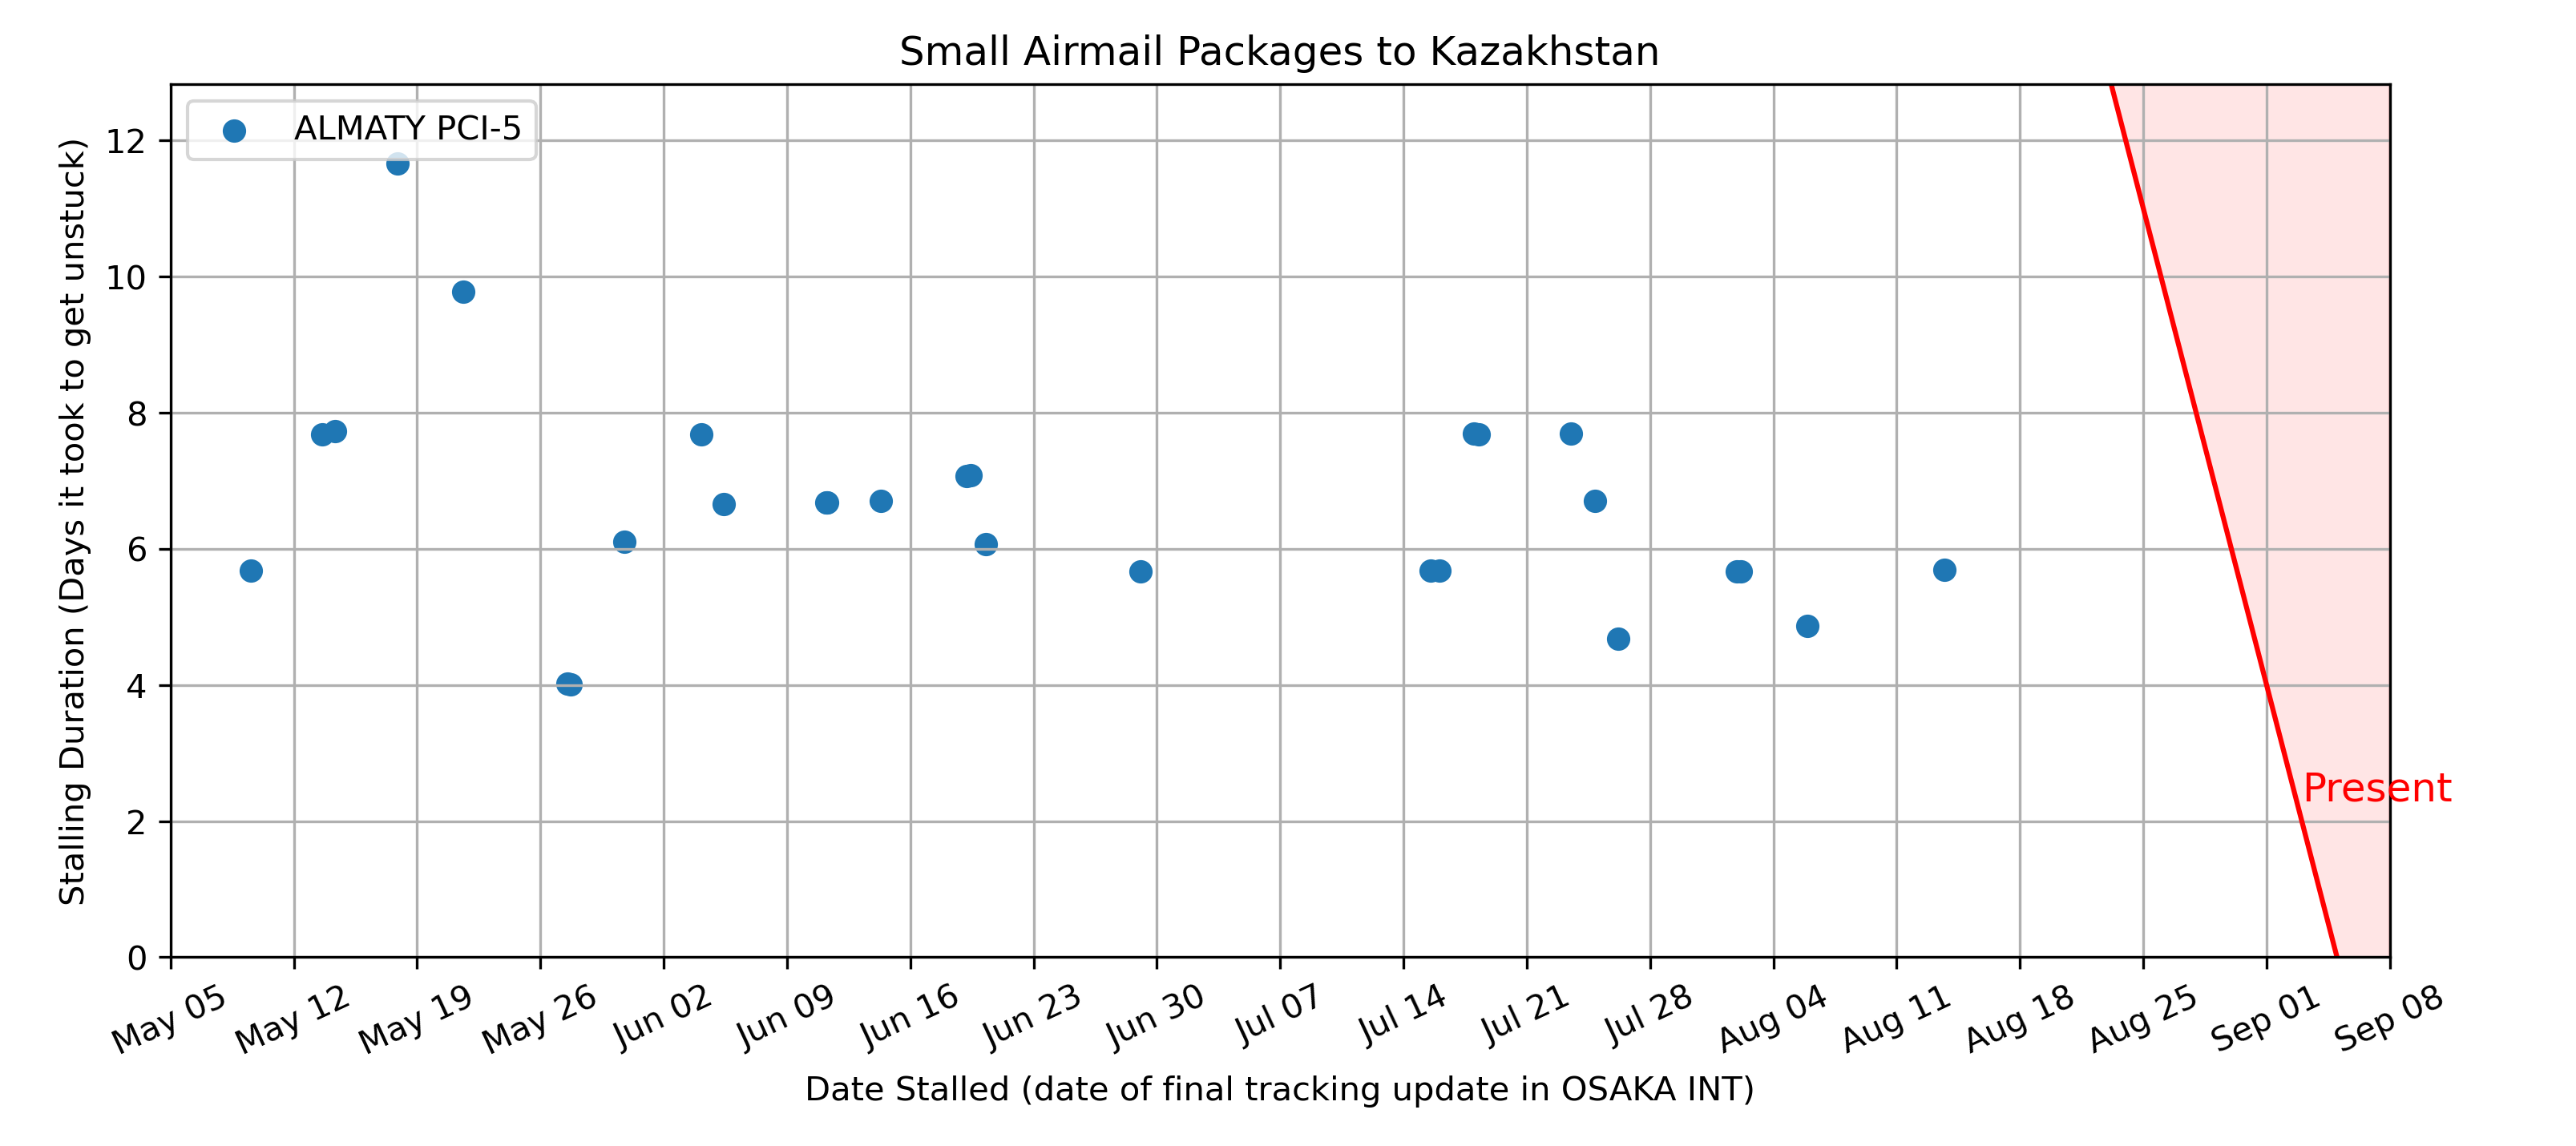 Small Airmail Packages to Kazakhstan
ALMATY PCI-5
Stalling Duration (Days it took to get unstuck)
12
10
8
6
4
2
0
Present
May 05
May 12
May 19
May 26
Jun 02
Jun 09
Jun 16
Jun 23
Jun 30
Jul 07
Jul 14
Jul 21
Jul 28
Aug 04
Aug 11
Aug 18
Aug 25
Sep 01
Sep 08
Date Stalled (date of final tracking update in OSAKA INT)